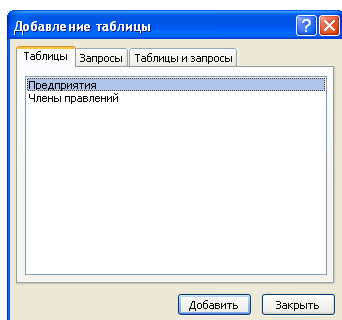 Добавление таблицы
Таблицы Запросы Таблицы и запросы
Предприятия
Члены правлений
Добавить Закрыть